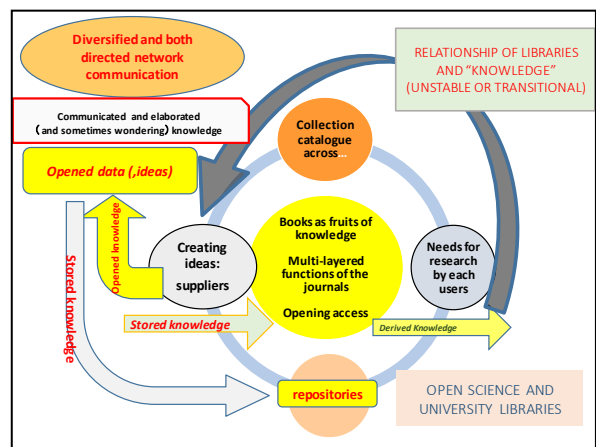 Diversified and both
directed network
communication
RELATIONSHIP OF LIBRARIES
AND “KNOWLEDGE”
(UNSTABLE OR TRANSITIONAL)
Communicated and elaborated
(and sometimes wondering) knowledge
Collection
catalogue
across…
Opened data (,ideas)
Opened knowledge
Stored knowledge
Creating
ideas:
suppliers
Books as fruits of
knowledge
Multi-layered
functions of the
journals
Opening access
Needs for
research
by each
users
Stored knowledge
Derived Knowledge
repositories
OPEN SCIENCE AND
UNIVERSITY LIBRARIES